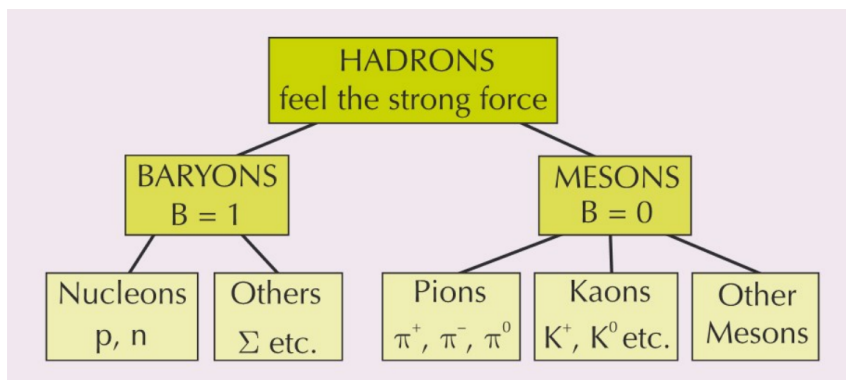 HADRONS
feel the strong force
BARYONS
B = 1
MESONS
B = 0
Nucleons
p, n
Others
Σ etc.
Pions
π⁺, π⁻, π⁰
Kaons
K⁺, K⁰ etc.
Other
Mesons